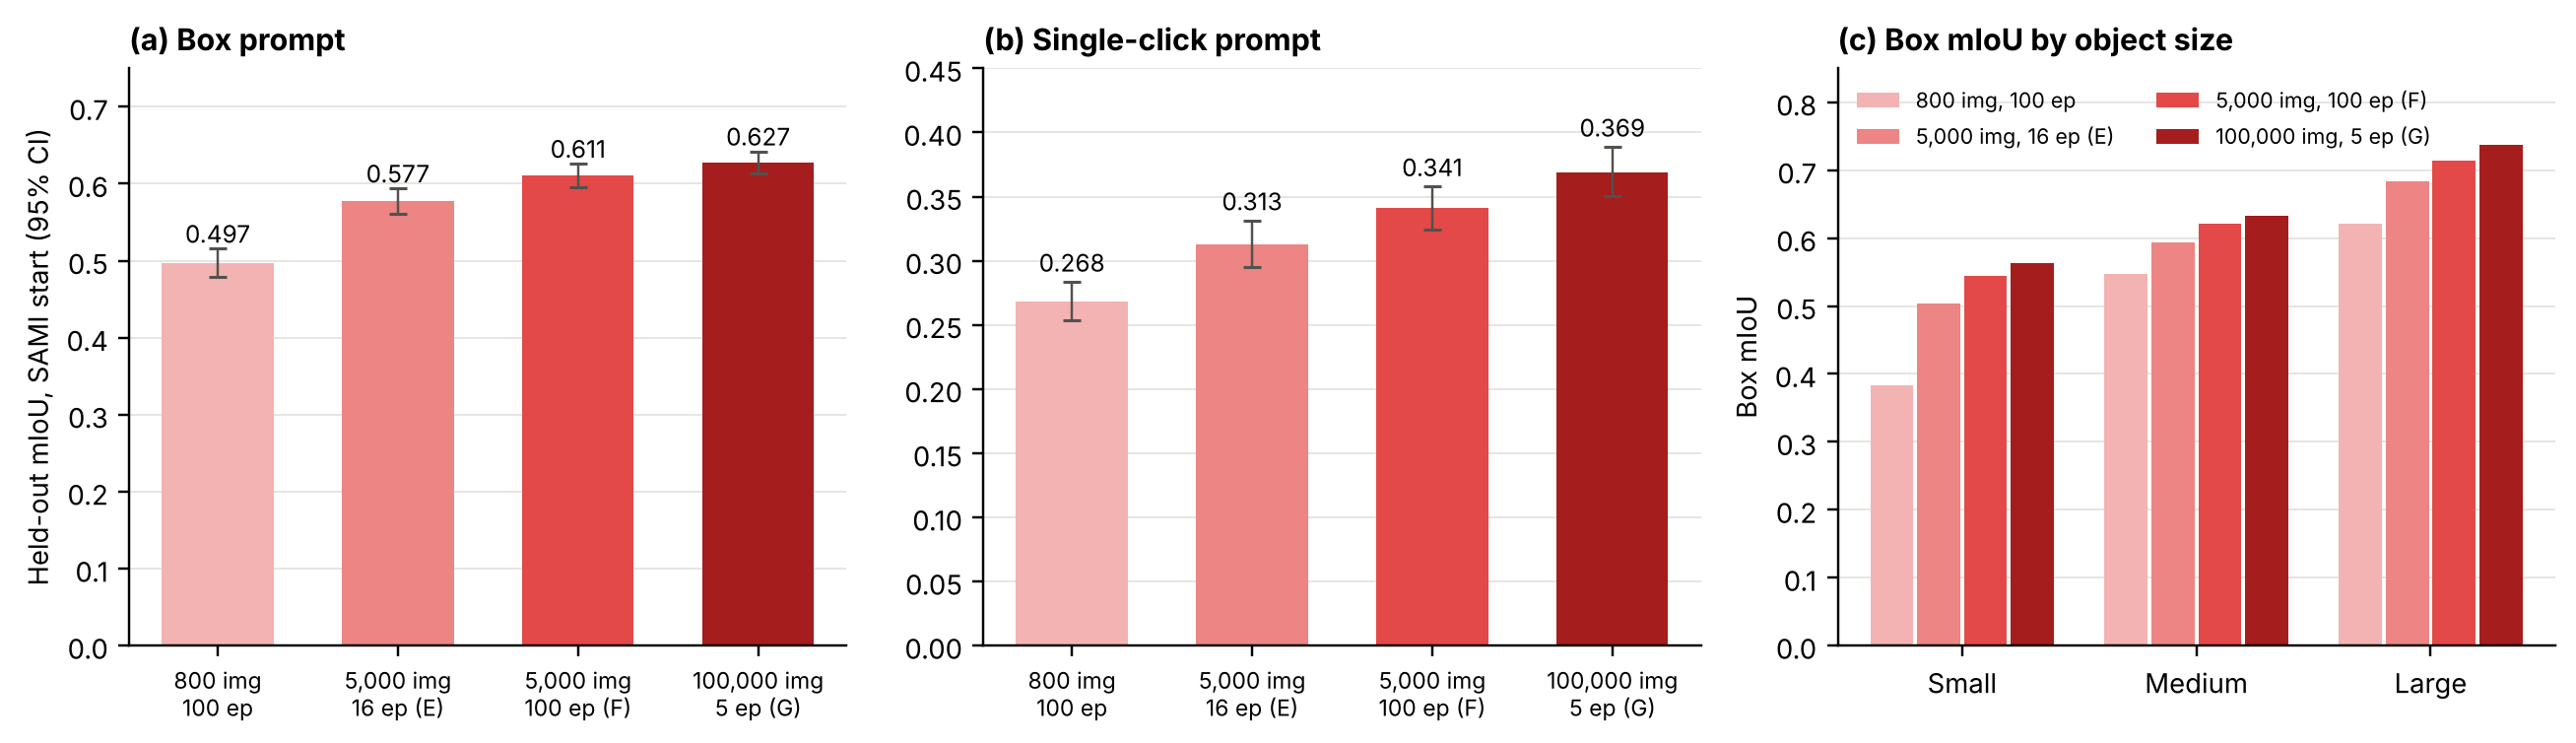 (a) Box prompt
Held-out mIoU, SAMI start (95% CI)
0.7
0.6
0.5
0.4
0.3
0.2
0.1
0.0
0.497
0.577
0.611
0.627
800 img
100 ep
5,000 img
16 ep (E)
5,000 img
100 ep (F)
100,000 img
5 ep (G)
(b) Single-click prompt
0.45
0.40
0.35
0.30
0.25
0.20
0.15
0.10
0.05
0.00
0.268
0.313
0.341
0.369
800 img
100 ep
5,000 img
16 ep (E)
5,000 img
100 ep (F)
100,000 img
5 ep (G)
(c) Box mIoU by object size
Box mIoU
0.8
0.7
0.6
0.5
0.4
0.3
0.2
0.1
0.0
800 img, 100 ep
5,000 img, 16 ep (E)
5,000 img, 100 ep (F)
100,000 img, 5 ep (G)
Small
Medium
Large